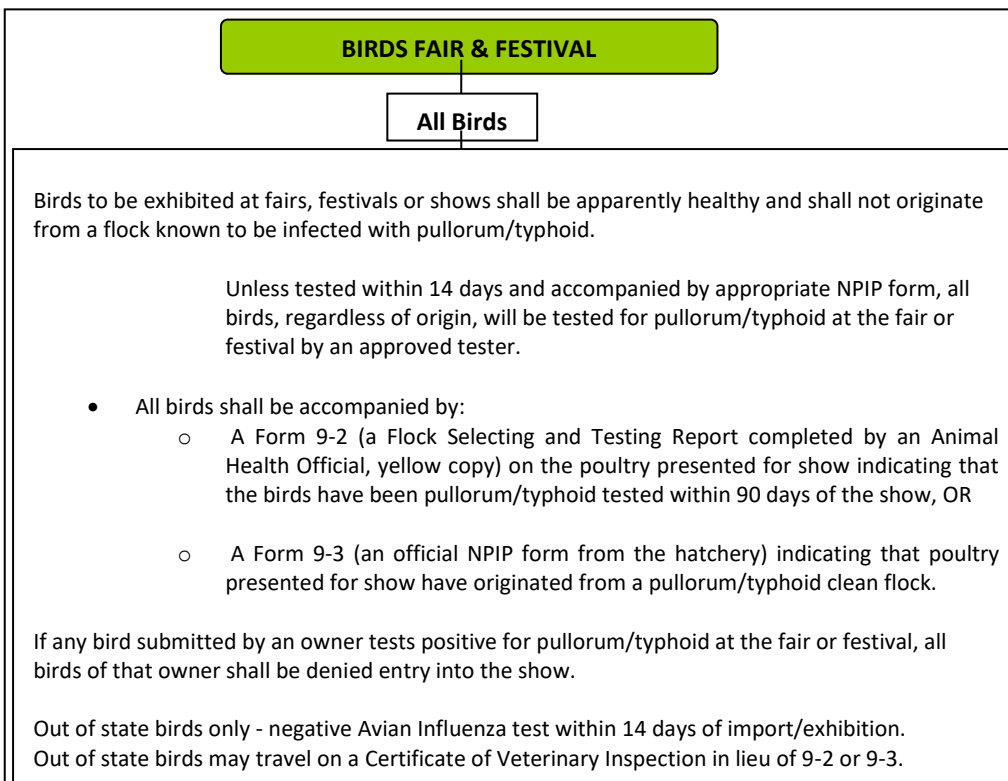 BIRDS FAIR & FESTIVAL
All Birds
Birds to be exhibited at fairs, festivals or shows shall be apparently healthy and shall not originate
from a flock known to be infected with pullorum/typhoid.
Unless tested within 14 days and accompanied by appropriate NPIP form, all
birds, regardless of origin, will be tested for pullorum/typhoid at the fair or
festival by an approved tester.
• All birds shall be accompanied by:
o A Form 9-2 (a Flock Selecting and Testing Report completed by an Animal
Health Official, yellow copy) on the poultry presented for show indicating that
the birds have been pullorum/typhoid tested within 90 days of the show, OR
o A Form 9-3 (an official NPIP form from the hatchery) indicating that poultry
presented for show have originated from a pullorum/typhoid clean flock.
If any bird submitted by an owner tests positive for pullorum/typhoid at the fair or festival, all
birds of that owner shall be denied entry into the show.
Out of state birds only - negative Avian Influenza test within 14 days of import/exhibition.
Out of state birds may travel on a Certificate of Veterinary Inspection in lieu of 9-2 or 9-3.